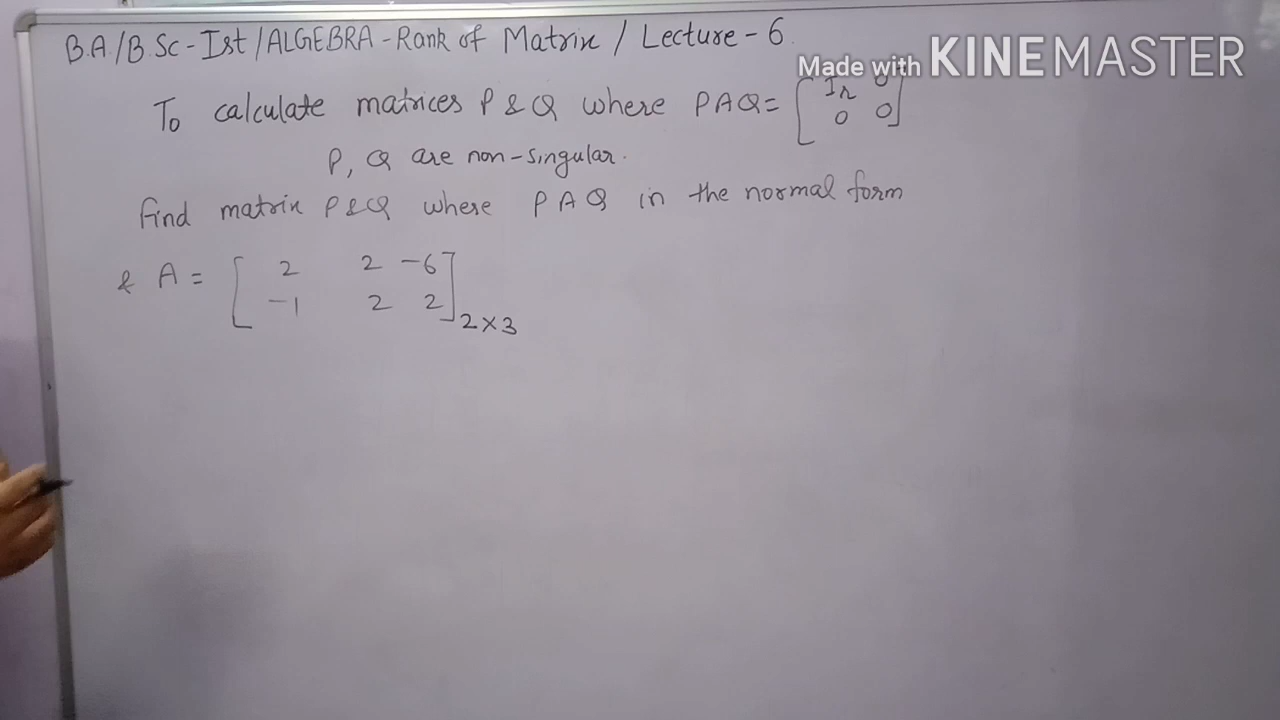 B.A/B.Sc-Ist/ALGEBRA-Rank of Matrix / Lecture-6
Made with KINEMASTER
To calculate matrices P & Q where PAQ = [ Ir 0
0 0 ]
P, Q are non-singular.
Find matrix P & Q where PAQ in the normal form
& A = [ 2 2 -6
-1 2 2 ] 2×3